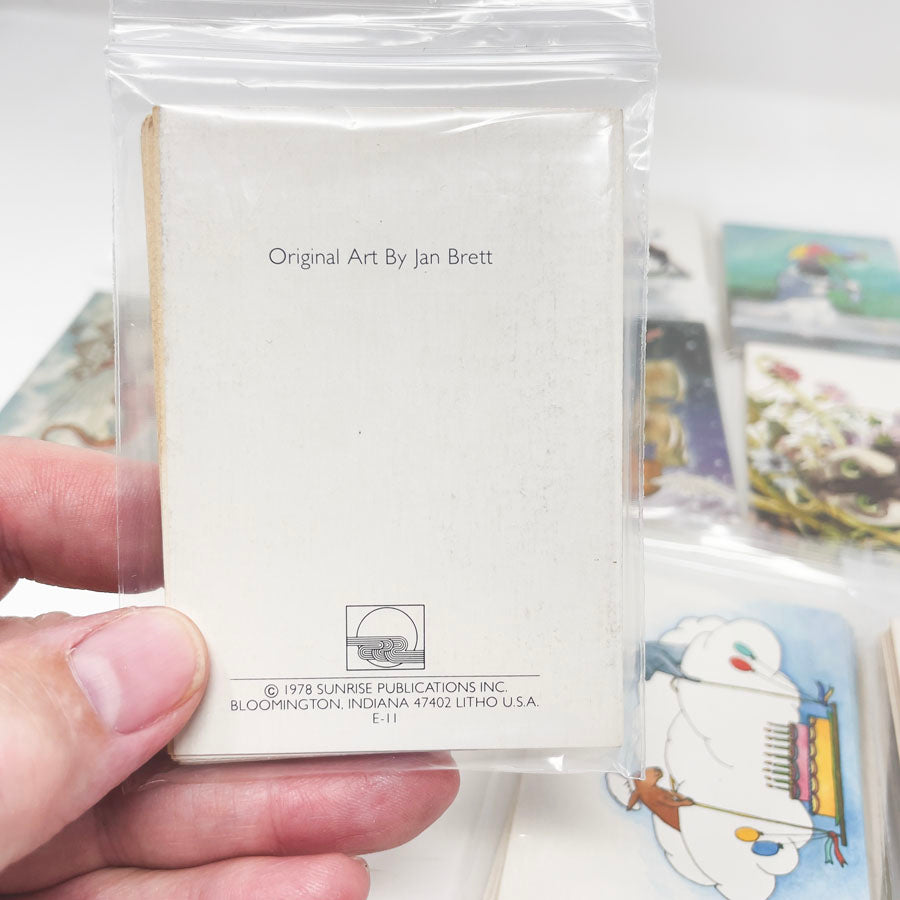 Original Art By Jan Brett
© 1978 SUNRISE PUBLICATIONS INC.
BLOOMINGTON, INDIANA 47402 LITHO U.S.A.
E-11